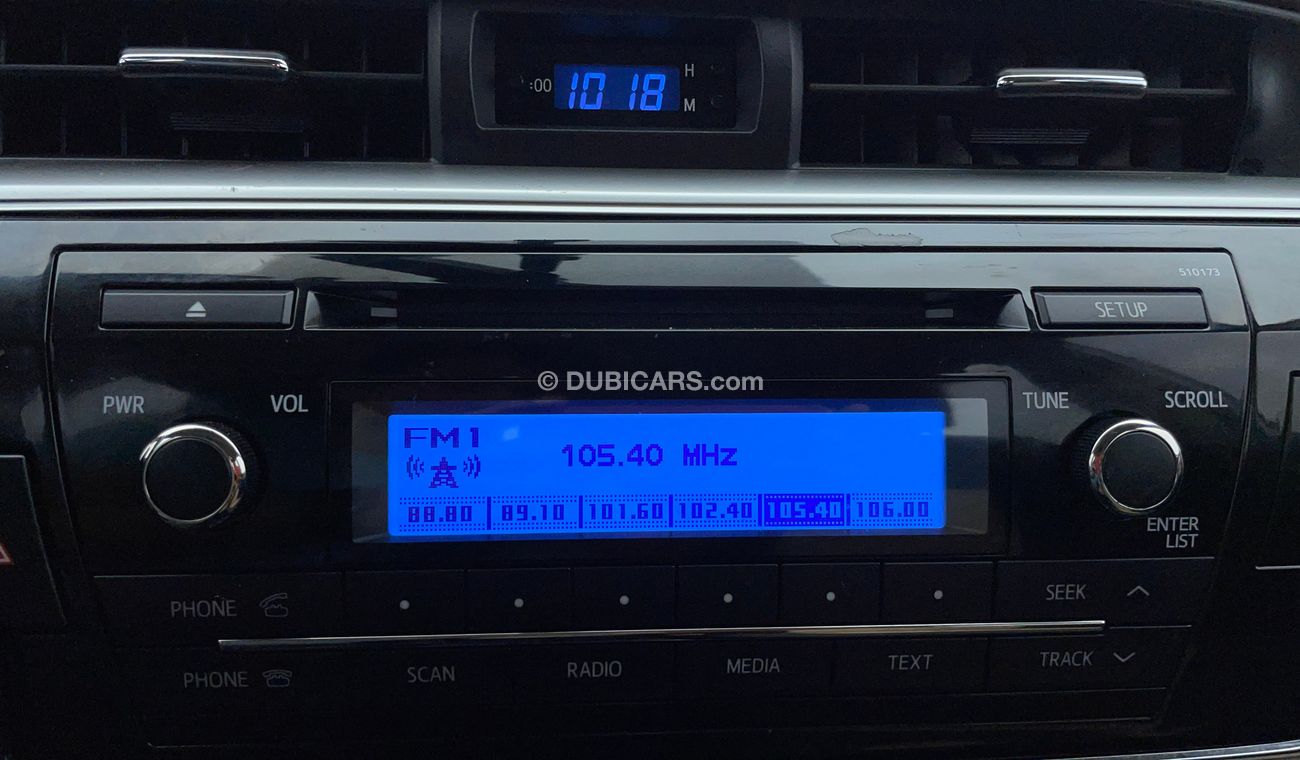 :00 10 18 H
M
510173
SETUP
© DUBICARS.com
PWR VOL TUNE SCROLL
FM1
105.40 MHz
88.80 89.10 101.60 102.40 105.40 106.00
ENTER
LIST
PHONE SEEK
PHONE SCAN RADIO MEDIA TEXT TRACK